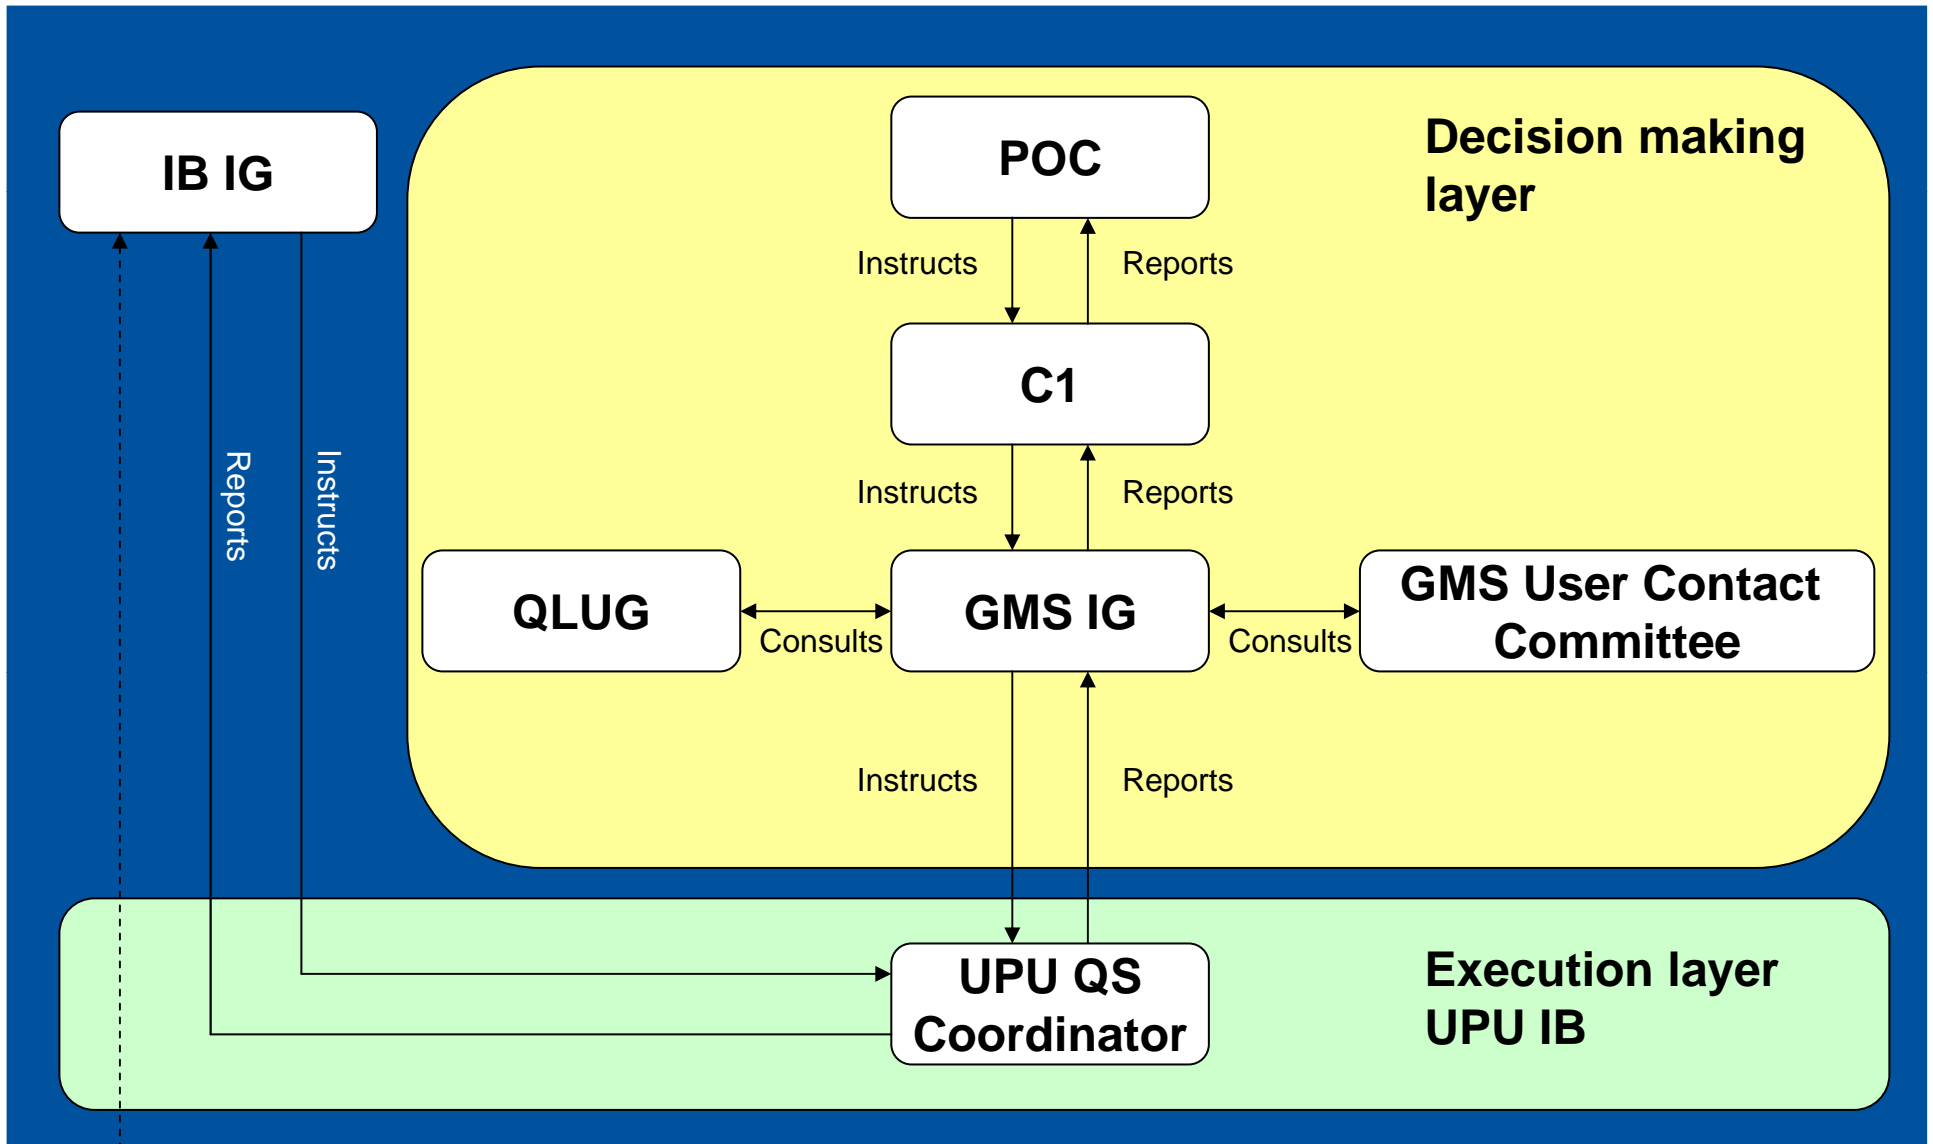 IB IG
POC
Decision making
layer
Instructs
Reports
C1
Reports
Instructs
Instructs
Reports
QLUG
Consults
GMS IG
Consults
GMS User Contact
Committee
Instructs
Reports
UPU QS
Coordinator
Execution layer
UPU IB